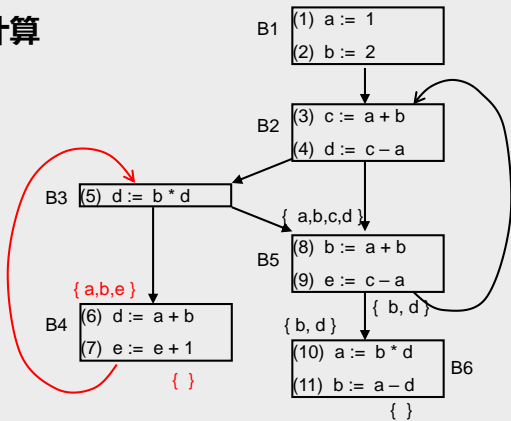 计算
B1
(1) a := 1
(2) b := 2
B2
(3) c := a + b
(4) d := c – a
B3
(5) d := b * d
{ a,b,c,d }
B5
(8) b := a + b
(9) e := c – a
{ a,b,e }
{ b, d }
B4
(6) d := a + b
(7) e := e + 1
{ }
{ b, d }
(10) a := b * d
(11) b := a – d
B6
{ }